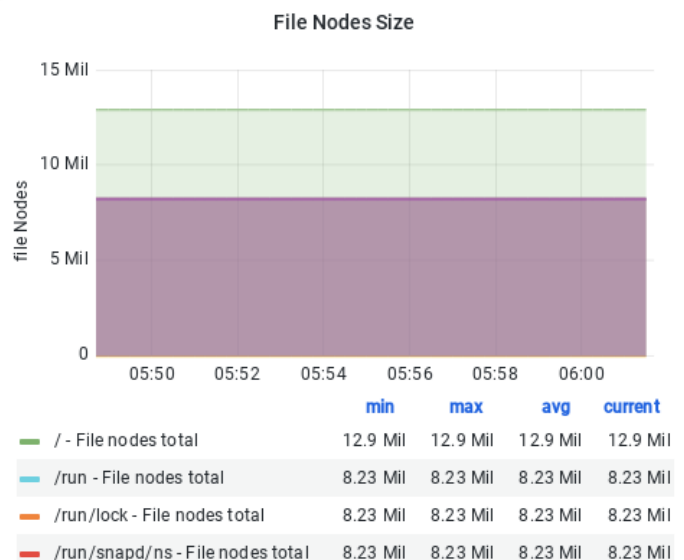 File Nodes Size
15 Mil
10 Mil
5 Mil
0
file Nodes
05:50 05:52 05:54 05:56 05:58 06:00
min max avg current
/ - File nodes total 12.9 Mil 12.9 Mil 12.9 Mil 12.9 Mil
/run - File nodes total 8.23 Mil 8.23 Mil 8.23 Mil 8.23 Mil
/run/lock - File nodes total 8.23 Mil 8.23 Mil 8.23 Mil 8.23 Mil
/run/snapd/ns - File nodes total 8.23 Mil 8.23 Mil 8.23 Mil 8.23 Mil